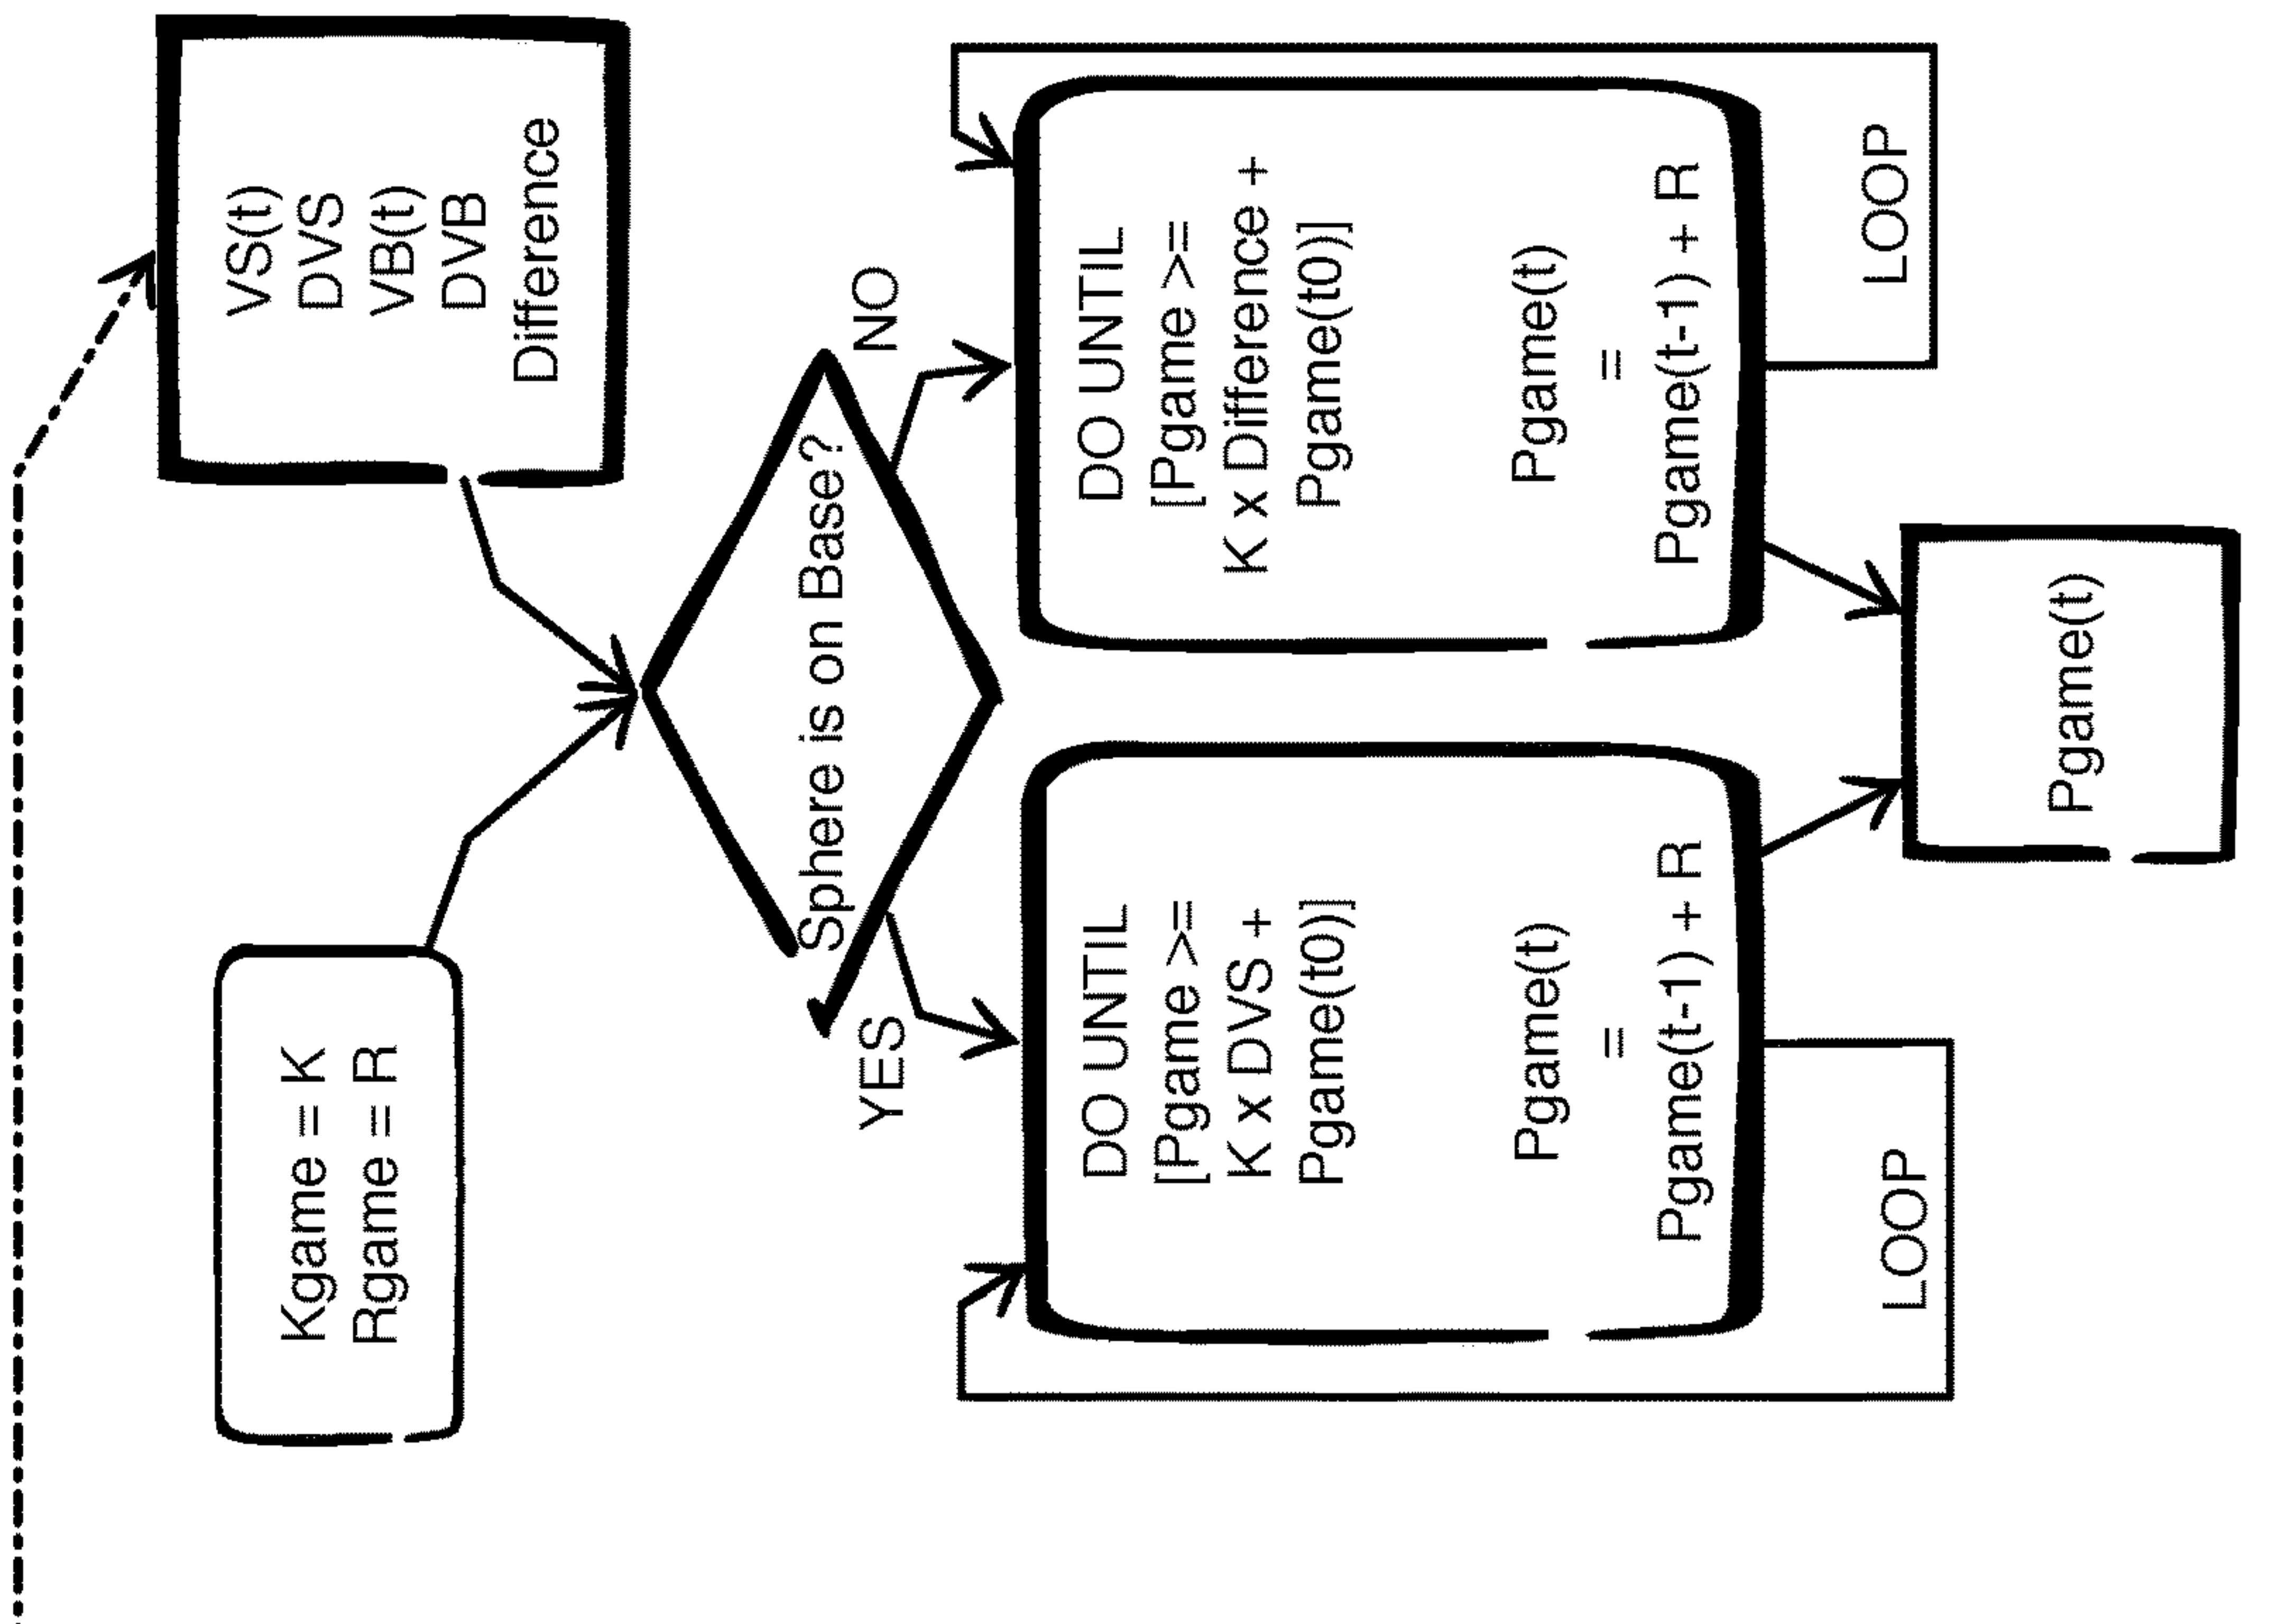 Kgame = K
Rgame = R
VS(t)
DVS
VB(t)
DVB
Difference
Sphere is on Base?
YES
NO
DO UNTIL
[Pgame >=
K x DVS +
Pgame(t0)]
Pgame(t)
=
Pgame(t-1) + R
LOOP
DO UNTIL
[Pgame >=
K x Difference +
Pgame(t0)]
Pgame(t)
=
Pgame(t-1) + R
LOOP
Pgame(t)